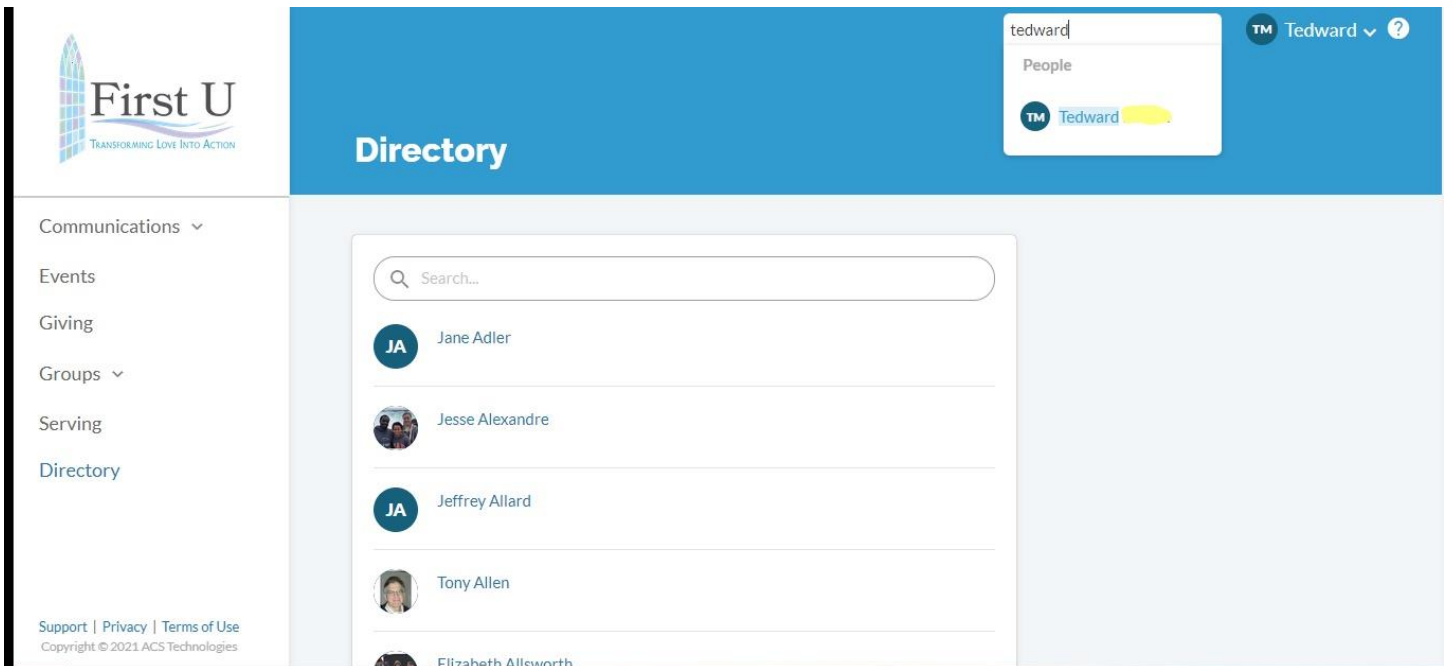 First U
TRANSFORMING LOVE INTO ACTION
tedward
People
TM Tedward
TM Tedward ?
Directory
Communications
Events
Giving
Groups
Serving
Directory
Support | Privacy | Terms of Use
Copyright © 2021 ACS Technologies
Search...
JA Jane Adler
Jesse Alexandre
JA Jeffrey Allard
Tony Allen
Elizabeth Allsworth